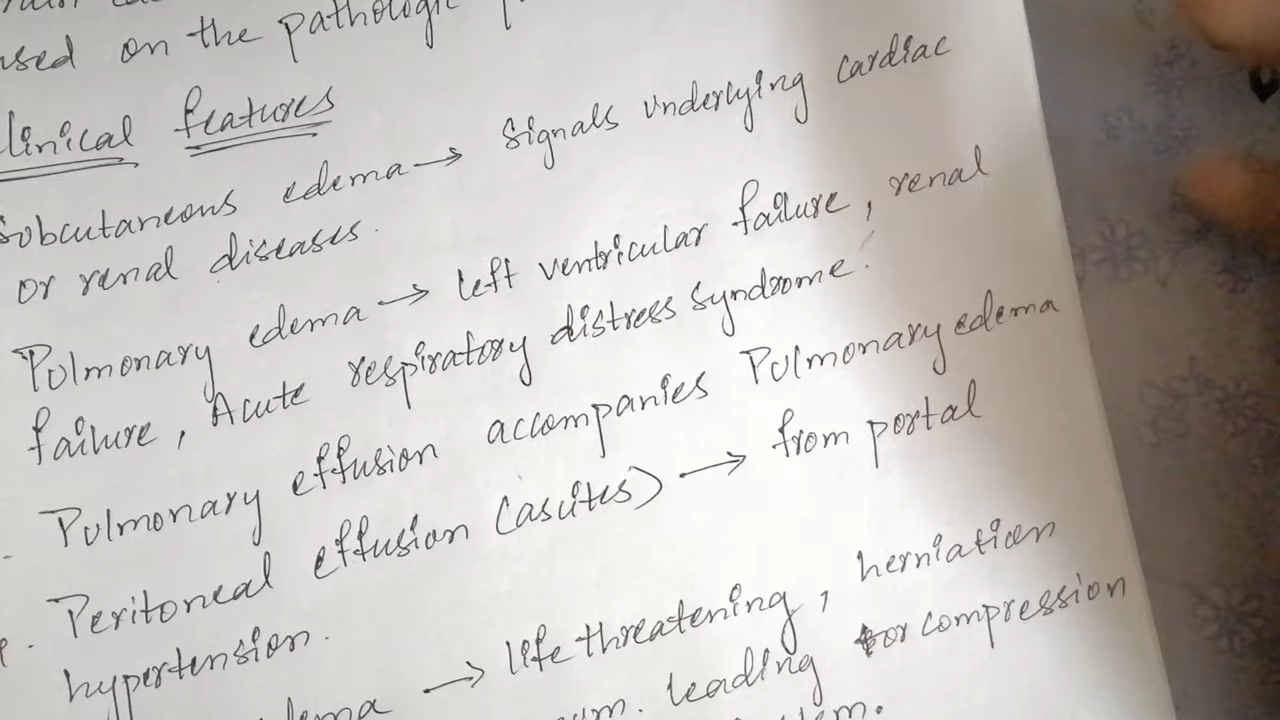 on the pathologic
Clinical features
Subcutaneous edema → Signals underlying cardiac
or renal diseases.
Pulmonary edema → left ventricular failure, renal
failure, Acute respiratory distress syndrome.
Pulmonary effusion accompanies Pulmonary edema
Peritoneal effusion (ascites) → from portal
hypertension.
→ life threatening, herniation
leading or compression